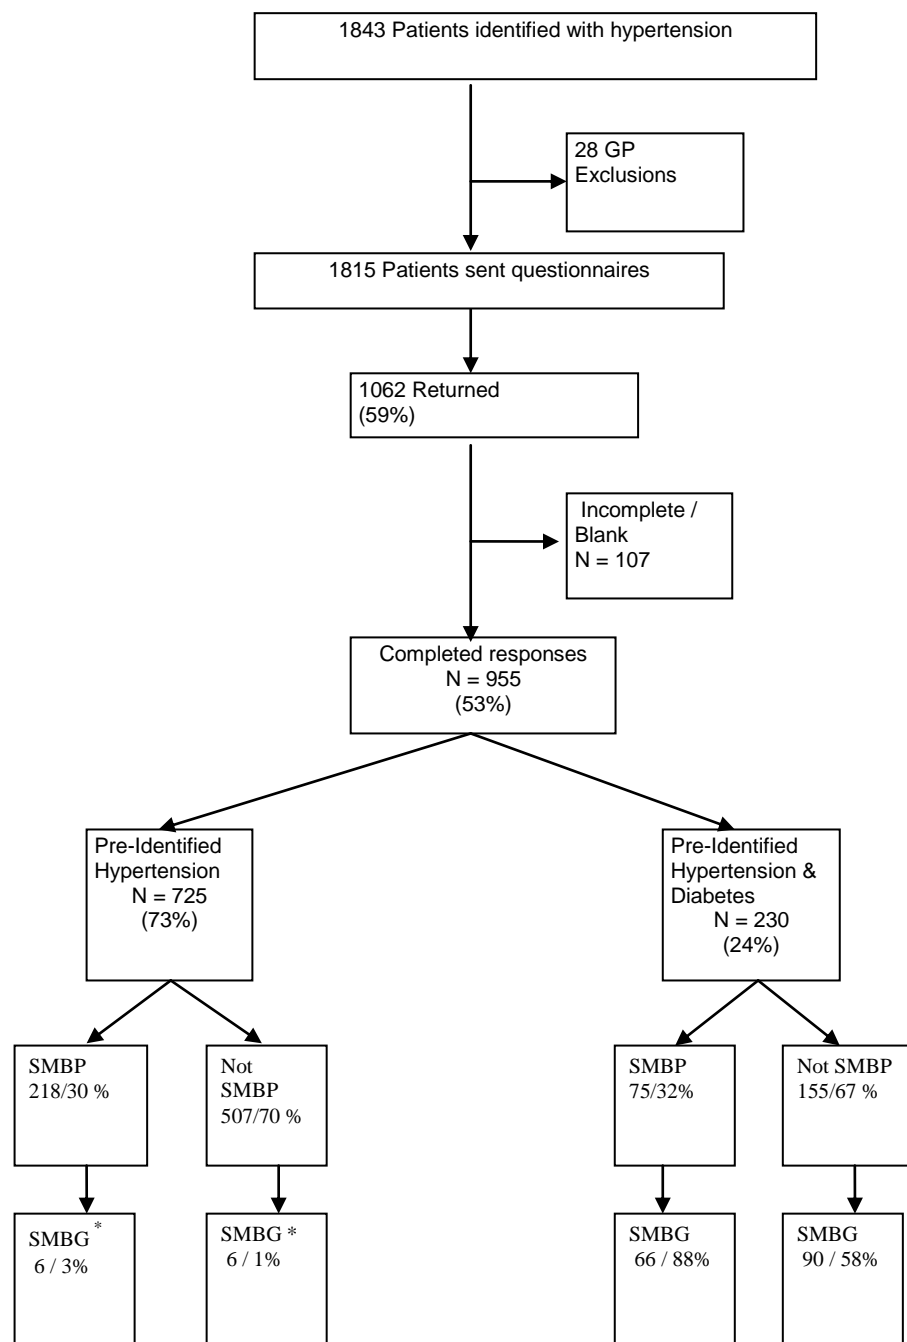 1843 Patients identified with hypertension
28 GP
Exclusions
1815 Patients sent questionnaires
1062 Returned
(59%)
Incomplete /
Blank
N = 107
Completed responses
N = 955
(53%)
Pre-Identified
Hypertension
N = 725
(73%)
Pre-Identified
Hypertension &
Diabetes
N = 230
(24%)
SMBP
218/30 %
Not
SMBP
507/70 %
SMBP
75/32%
Not SMBP
155/67 %
SMBG *
6 / 3%
SMBG *
6 / 1%
SMBG
66 / 88%
SMBG
90 / 58%